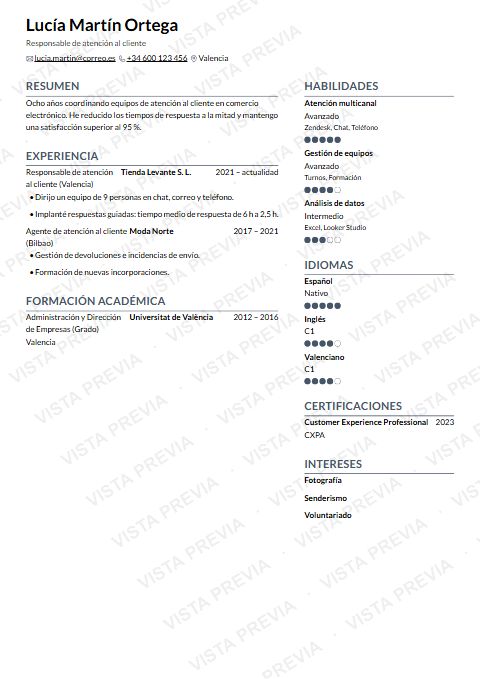 Lucía Martín Ortega
Responsable de atención al cliente
lucia.martin@correo.es +34 600 123 456 Valencia
RESUMEN
Ocho años coordinando equipos de atención al cliente en comercio
electrónico. He reducido los tiempos de respuesta a la mitad y mantengo
una satisfacción superior al 95 %.
EXPERIENCIA
Responsable de atención Tienda Levante S. L. 2021 – actualidad
al cliente (Valencia)
• Dirijo un equipo de 9 personas en chat, correo y teléfono.
• Implanté respuestas guiadas: tiempo medio de respuesta de 6 h a 2,5 h.
Agente de atención al cliente Moda Norte 2017 – 2021
(Bilbao)
• Gestión de devoluciones e incidencias de envío.
• Formación de nuevas incorporaciones.
FORMACIÓN ACADÉMICA
Administración y Dirección Universitat de València 2012 – 2016
de Empresas (Grado)
Valencia
HABILIDADES
Atención multicanal
Avanzado
Zendesk, Chat, Teléfono
Gestión de equipos
Avanzado
Turnos, Formación
Análisis de datos
Intermedio
Excel, Looker Studio
IDIOMAS
Español
Nativo
Inglés
C1
Valenciano
C1
CERTIFICACIONES
Customer Experience Professional 2023
CXPA
INTERESES
Fotografía
Senderismo
Voluntariado
VISTA PREVIA